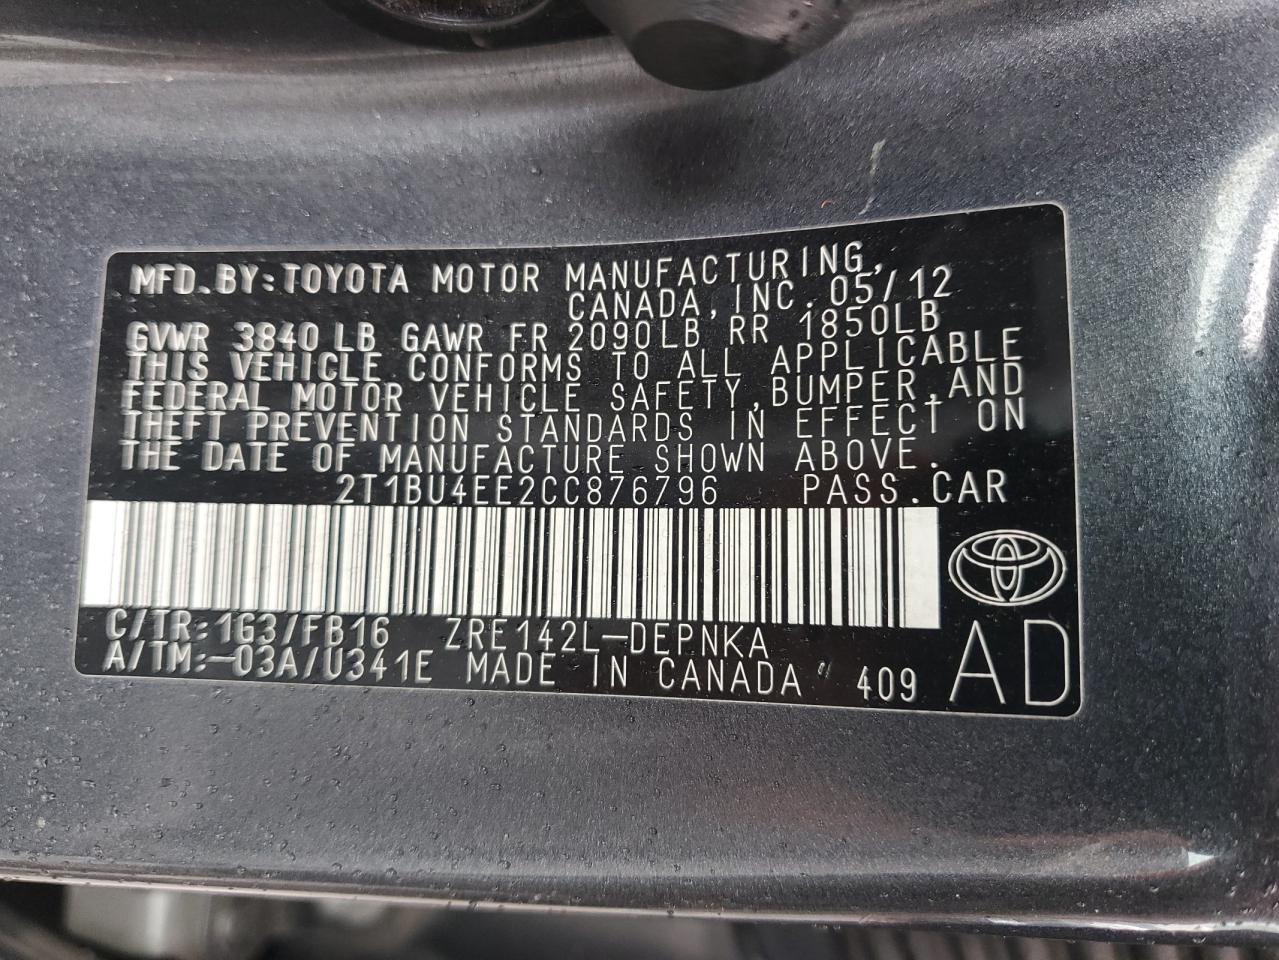 MFD.BY:TOYOTA MOTOR MANUFACTURING,
CANADA,INC. 05/12
GVWR 3840 LB GAWR FR 2090LB RR 1850LB
THIS VEHICLE CONFORMS TO ALL APPLICABLE
FEDERAL MOTOR VEHICLE SAFETY,BUMPER,AND
THEFT PREVENTION STANDARDS IN EFFECT ON
THE DATE OF MANUFACTURE SHOWN ABOVE.
2T1BU4EE2CC876796 PASS.CAR
C/TR:1G3/FB16 ZRE142L-DEPNKA
A/TM:-03A/U341E MADE IN CANADA 409
AD